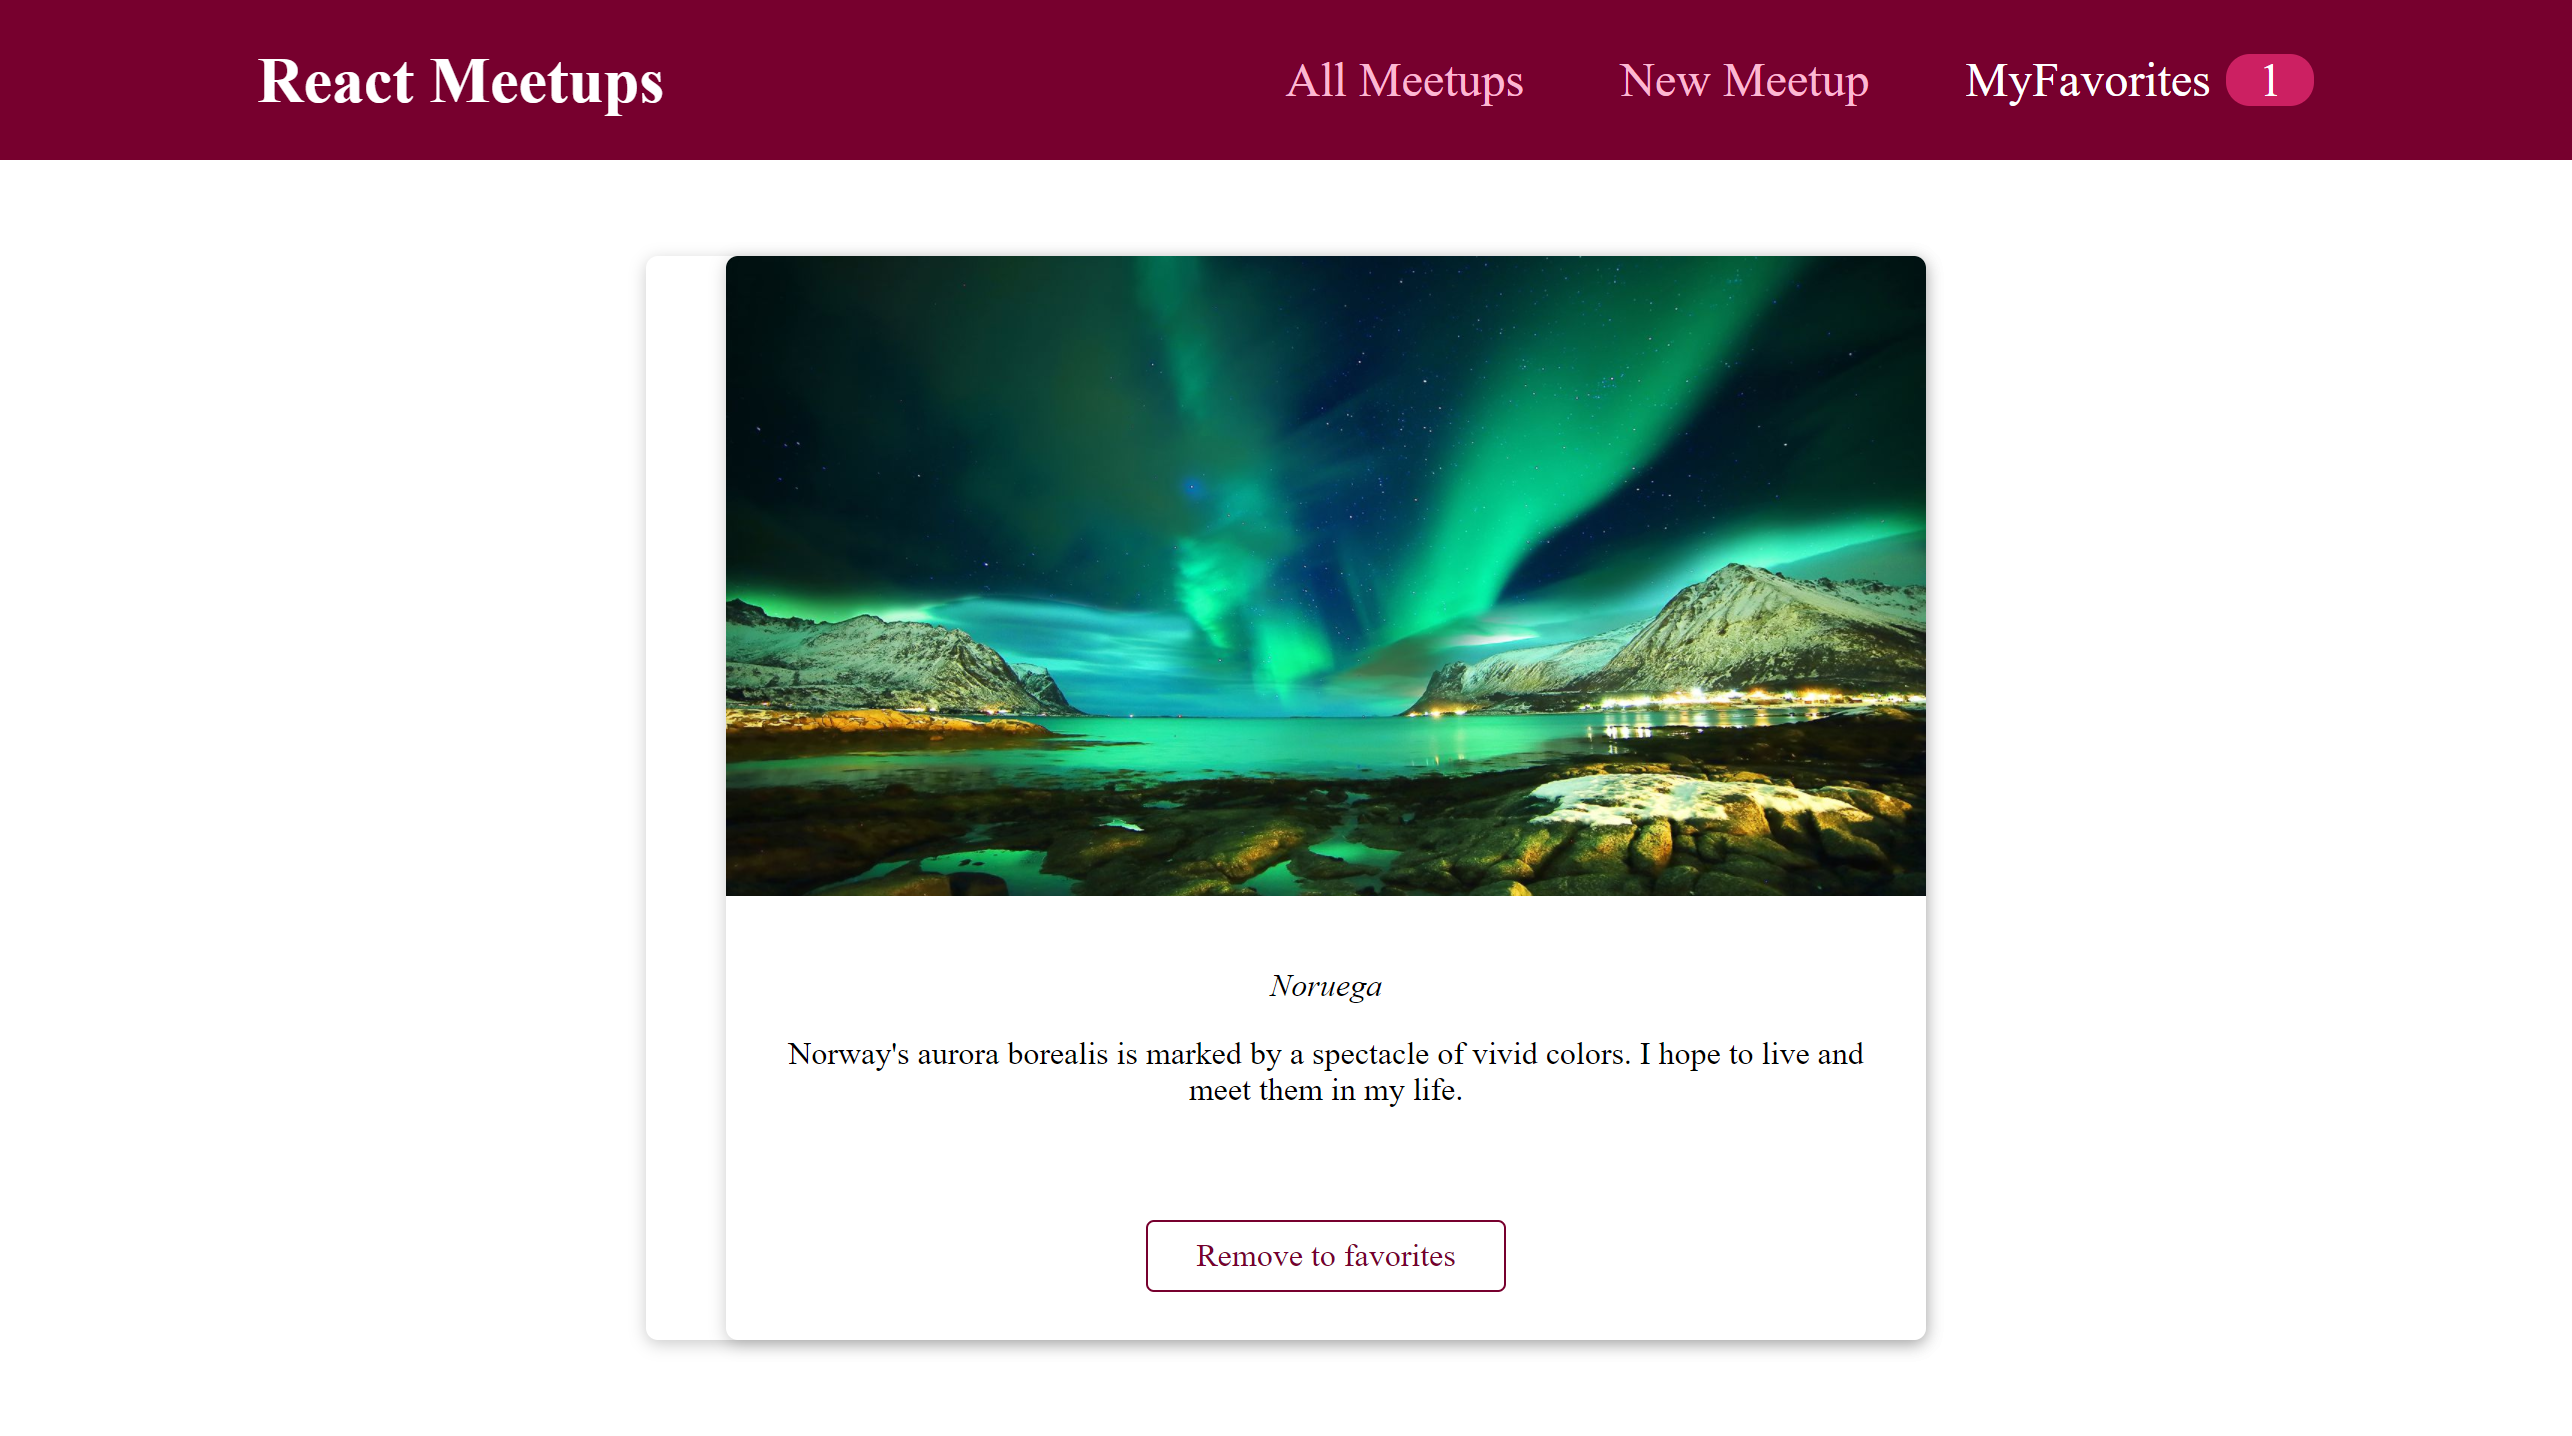 React Meetups
All Meetups
New Meetup
MyFavorites 1
Noruega
Norway's aurora borealis is marked by a spectacle of vivid colors. I hope to live and
meet them in my life.
Remove to favorites